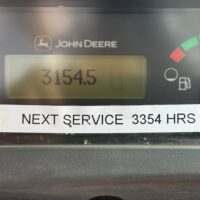 JOHN DEERE
3154.5
NEXT SERVICE 3354 HRS